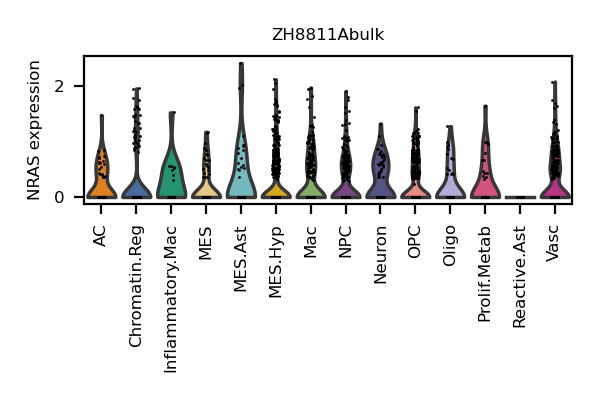 ZH8811Abulk
NRAS expression
2
0
AC
Chromatin.Reg
Inflammatory.Mac
MES
MES.Ast
MES.Hyp
Mac
NPC
Neuron
OPC
Oligo
Prolif.Metab
Reactive.Ast
Vasc